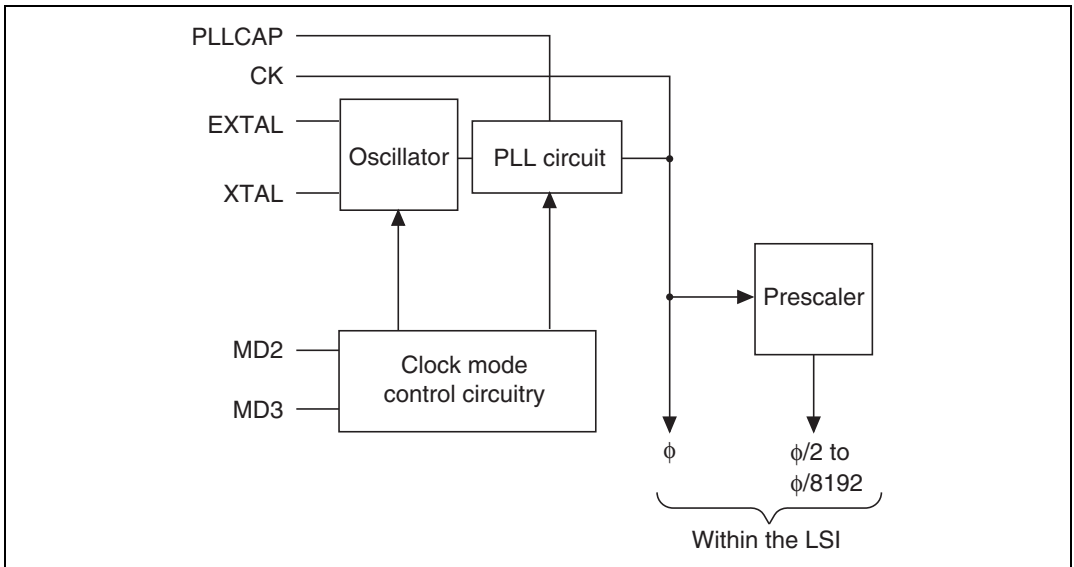 PLLCAP
CK
EXTAL
XTAL
Oscillator
PLL circuit
Prescaler
MD2
MD3
Clock mode
control circuitry
ϕ
ϕ/2 to
ϕ/8192
Within the LSI